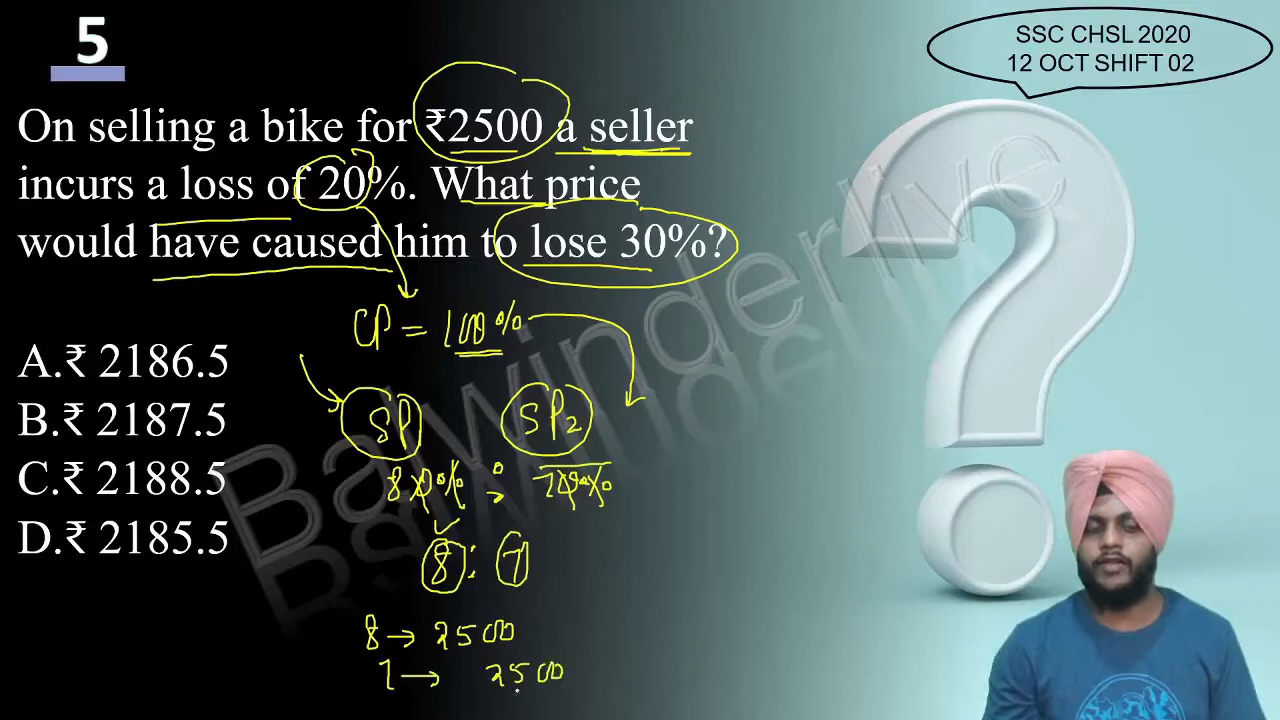 5
SSC CHSL 2020
12 OCT SHIFT 02
On selling a bike for ₹2500 a seller
incurs a loss of 20%. What price
would have caused him to lose 30%?
CP = 100%
A.₹ 2186.5
B.₹ 2187.5
C.₹ 2188.5
D.₹ 2185.5
SP SP2
80% : 70%
8 : 7
8 → 2500
1 → 2500
Balwinderlive